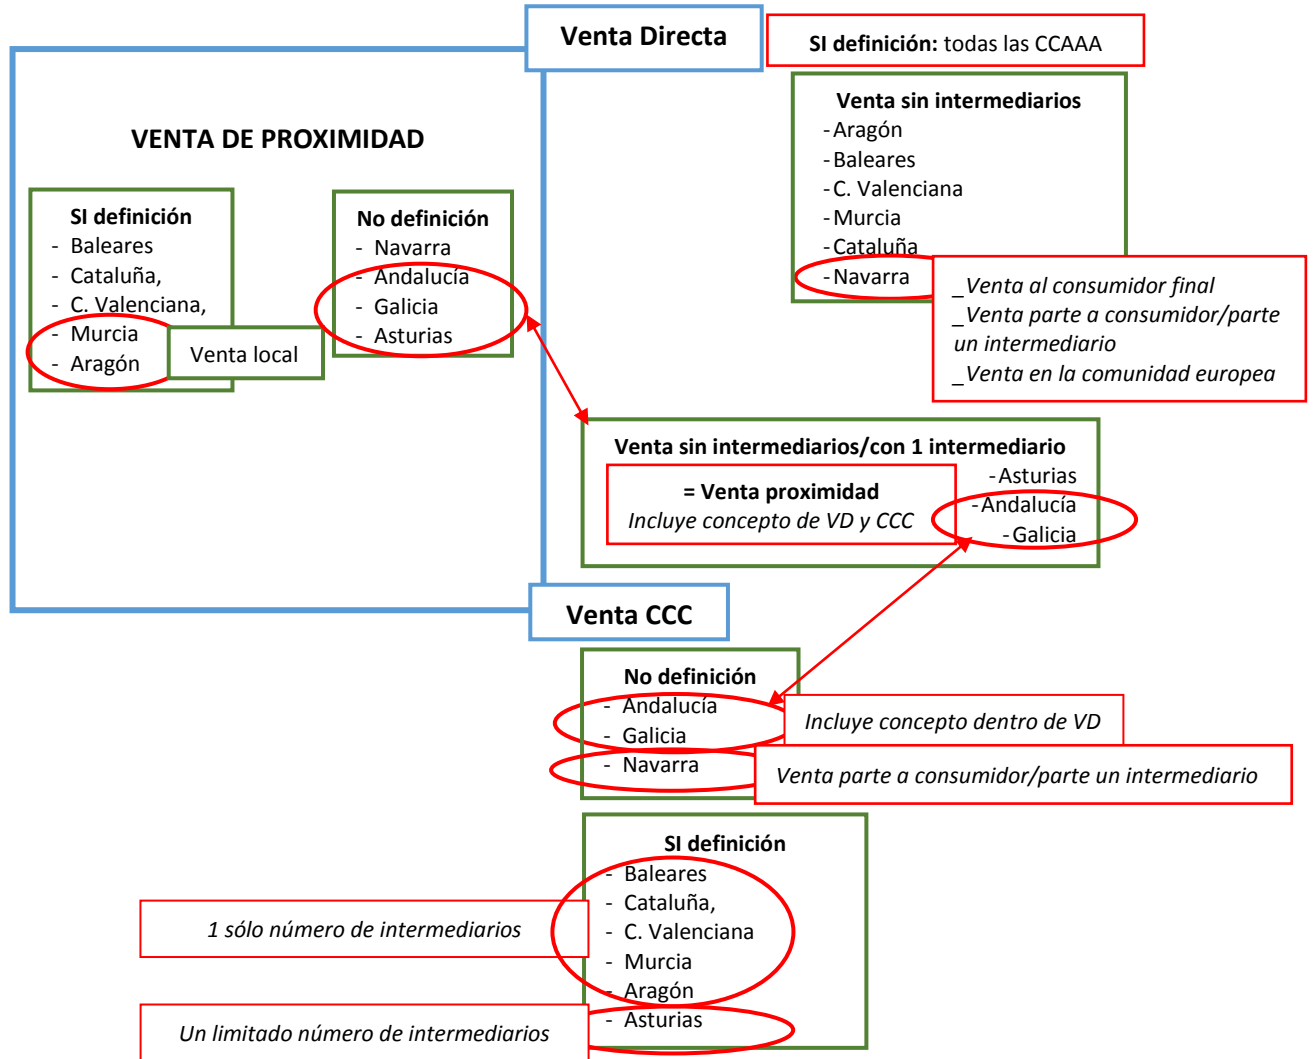 Venta Directa
SI definición: todas las CCAAA
VENTA DE PROXIMIDAD
SI definición
- Baleares
- Cataluña,
- C. Valenciana,
- Murcia
- Aragón
Venta local
No definición
- Navarra
- Andalucía
- Galicia
- Asturias
Venta sin intermediarios
-Aragón
-Baleares
-C. Valenciana
-Murcia
-Cataluña
-Navarra
_Venta al consumidor final
_Venta parte a consumidor/parte
un intermediario
_Venta en la comunidad europea
Venta sin intermediarios/con 1 intermediario
= Venta proximidad
Incluye concepto de VD y CCC
-Asturias
-Andalucía
-Galicia
Venta CCC
No definición
- Andalucía
- Galicia
- Navarra
Incluye concepto dentro de VD
Venta parte a consumidor/parte un intermediario
SI definición
- Baleares
- Cataluña,
- C. Valenciana
- Murcia
- Aragón
- Asturias
1 sólo número de intermediarios
Un limitado número de intermediarios